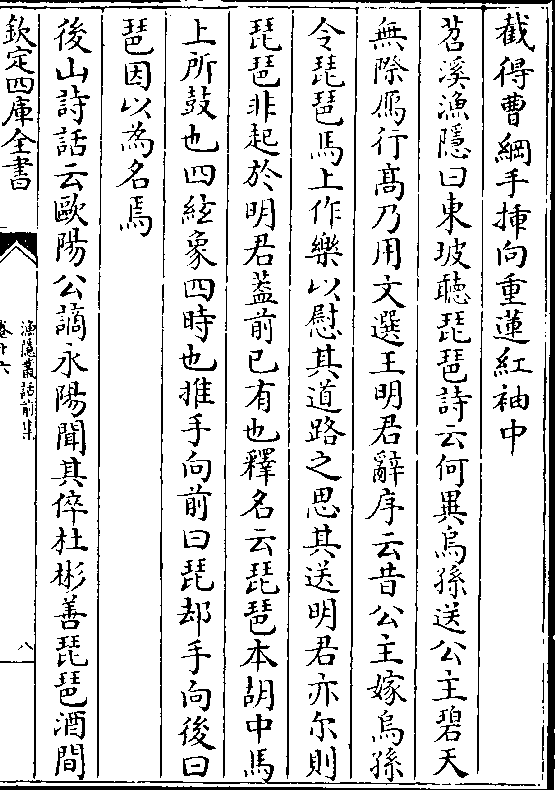 截得曹綱手挿向重蓮紅袖中
苕溪漁隱曰東坡聽琵琶詩云何異烏孫送公主碧天
無際鴈行髙乃用文選王明君辭序云昔公主嫁烏孫
令琵琶馬上作樂以慰其道路之思其送明君亦尔則
琵琶非起於明君葢前已有也釋名云琵琶本胡中馬
上所鼓也四絃象四時也推手向前曰琵却手向後曰
琶因以為名焉
後山詩話云歐陽公謫永陽聞其倅杜彬善琵琶酒間
欽定四庫全書
漁隱叢話前集
卷十六
八